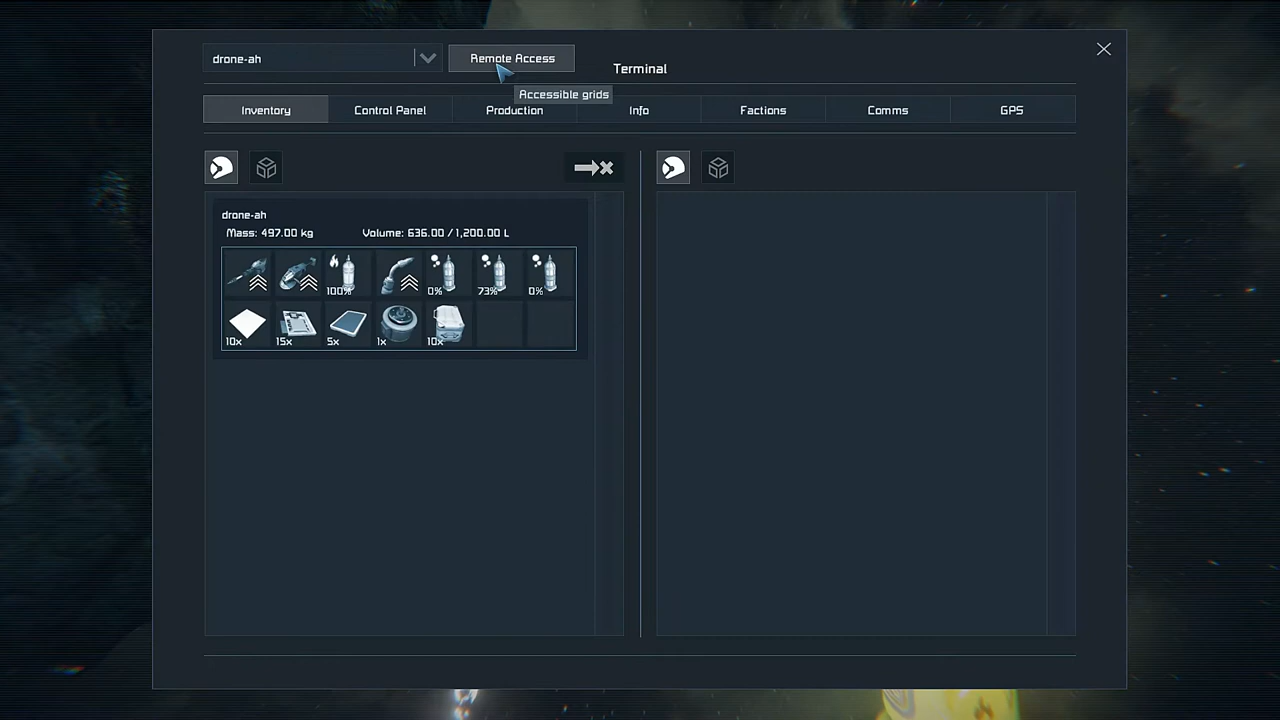 drone-ah
Remote Access
Terminal
Accessible grids
Inventory
Control Panel
Production
Info
Factions
Comms
GPS
drone-ah
Mass: 497.00 kg
Volume: 636.00 / 1,200.00 L
100%
0%
73%
0%
10x
15x
5x
1x
10x